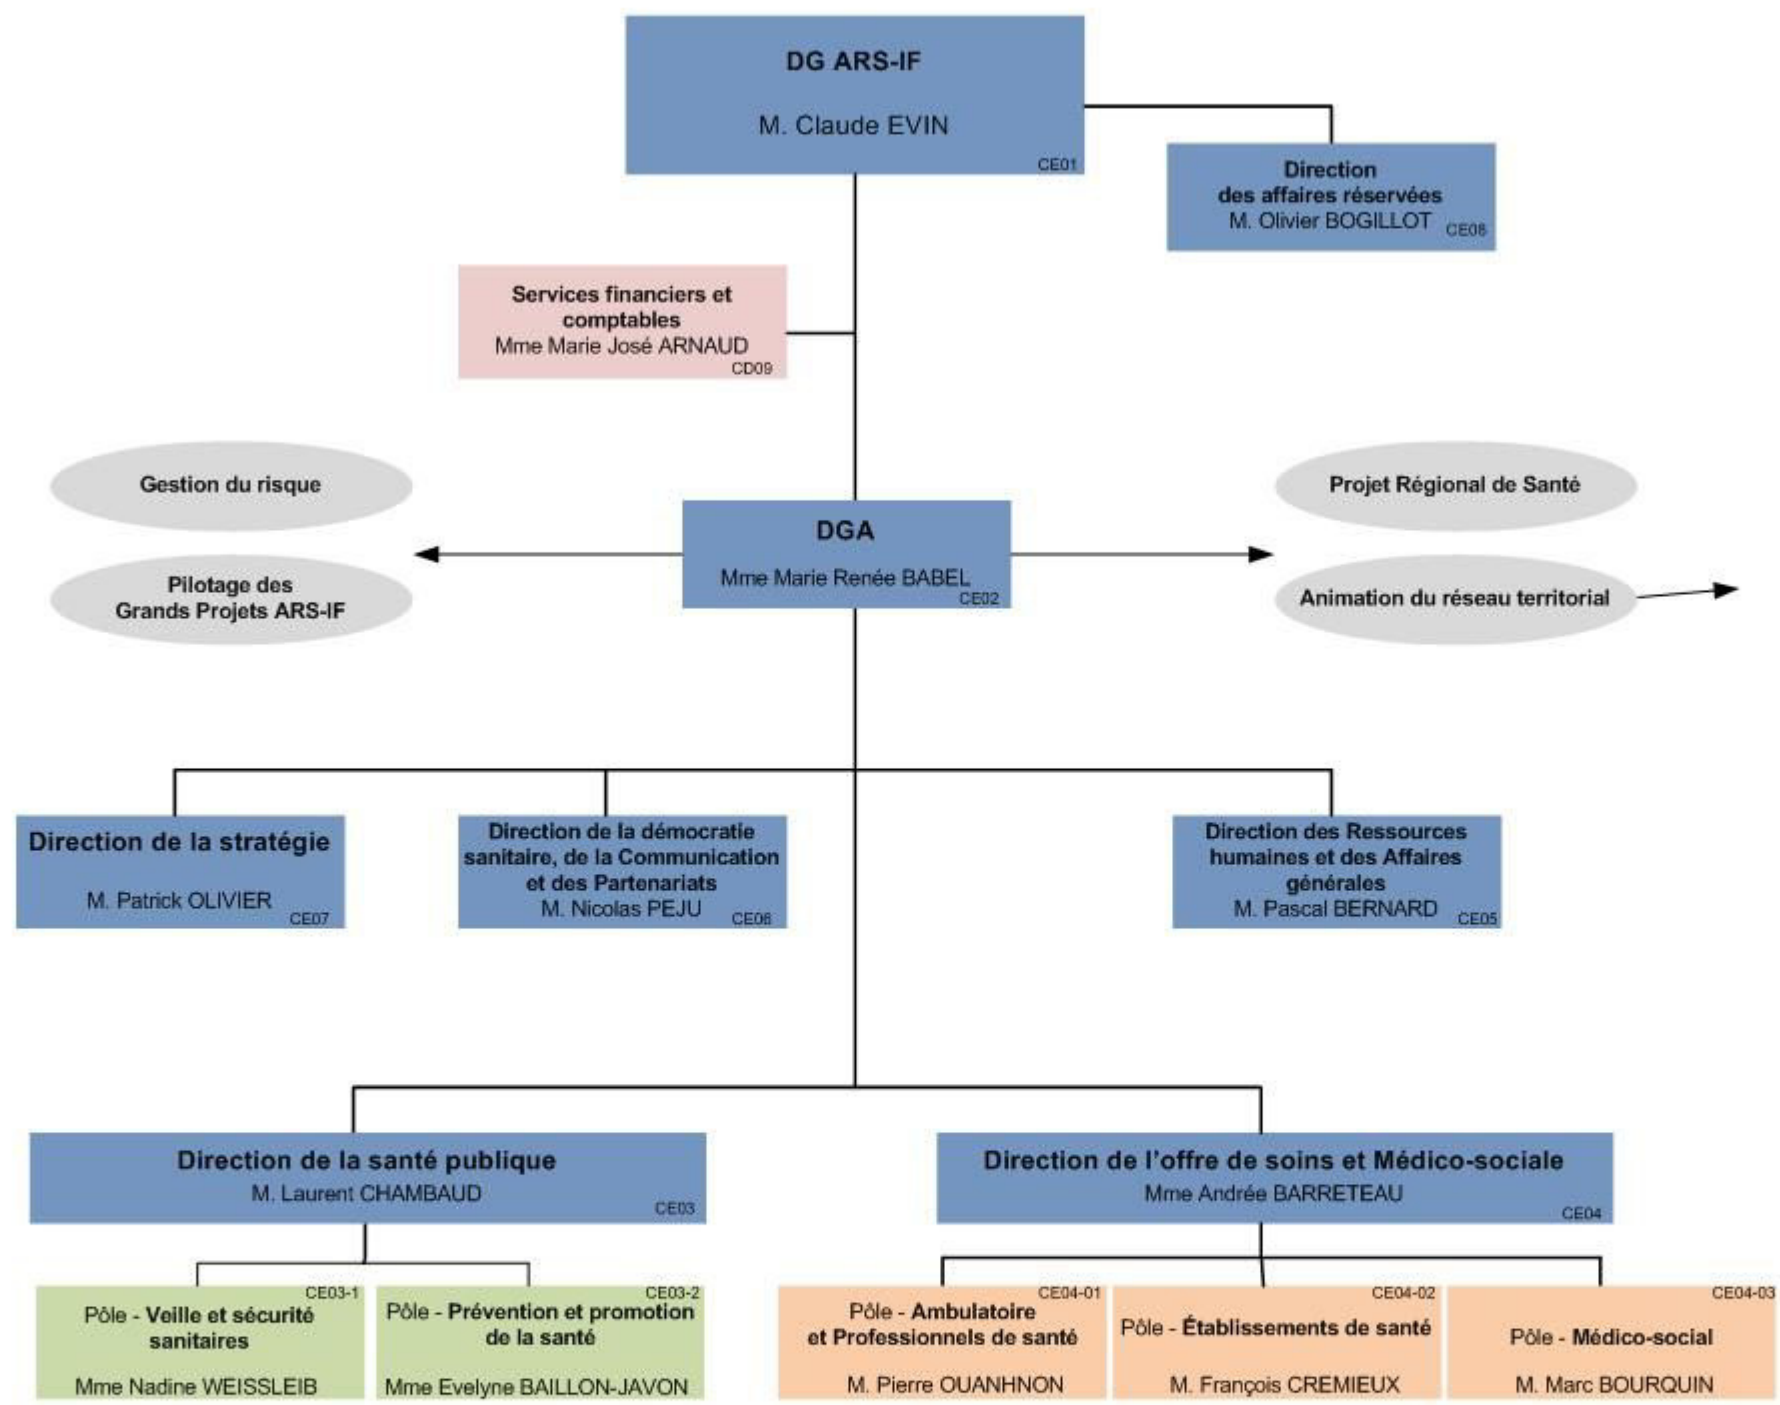 DG ARS-IF
M. Claude EVIN
CE01
Direction
des affaires réservées
M. Olivier BOGILLOT
CE08
Services financiers et
comptables
Mme Marie José ARNAUD
CD09
Gestion du risque
Pilotage des
Grands Projets ARS-IF
DGA
Mme Marie Renée BABEL
CE02
Projet Régional de Santé
Animation du réseau territorial
Direction de la stratégie
M. Patrick OLIVIER
CE07
Direction de la démocratie
sanitaire, de la Communication
et des Partenariats
M. Nicolas PEJU
CE06
Direction des Ressources
humaines et des Affaires
générales
M. Pascal BERNARD
CE05
Direction de la santé publique
M. Laurent CHAMBAUD
CE03
Direction de l’offre de soins et Médico-sociale
Mme Andrée BARRETEAU
CE04
CE03-1
Pôle - Veille et sécurité
sanitaires
Mme Nadine WEISSLEIB
CE03-2
Pôle - Prévention et promotion
de la santé
Mme Evelyne BAILLON-JAVON
CE04-01
Pôle - Ambulatoire
et Professionnels de santé
M. Pierre OUANHNON
CE04-02
Pôle - Établissements de santé
M. François CREMIEUX
CE04-03
Pôle - Médico-social
M. Marc BOURQUIN